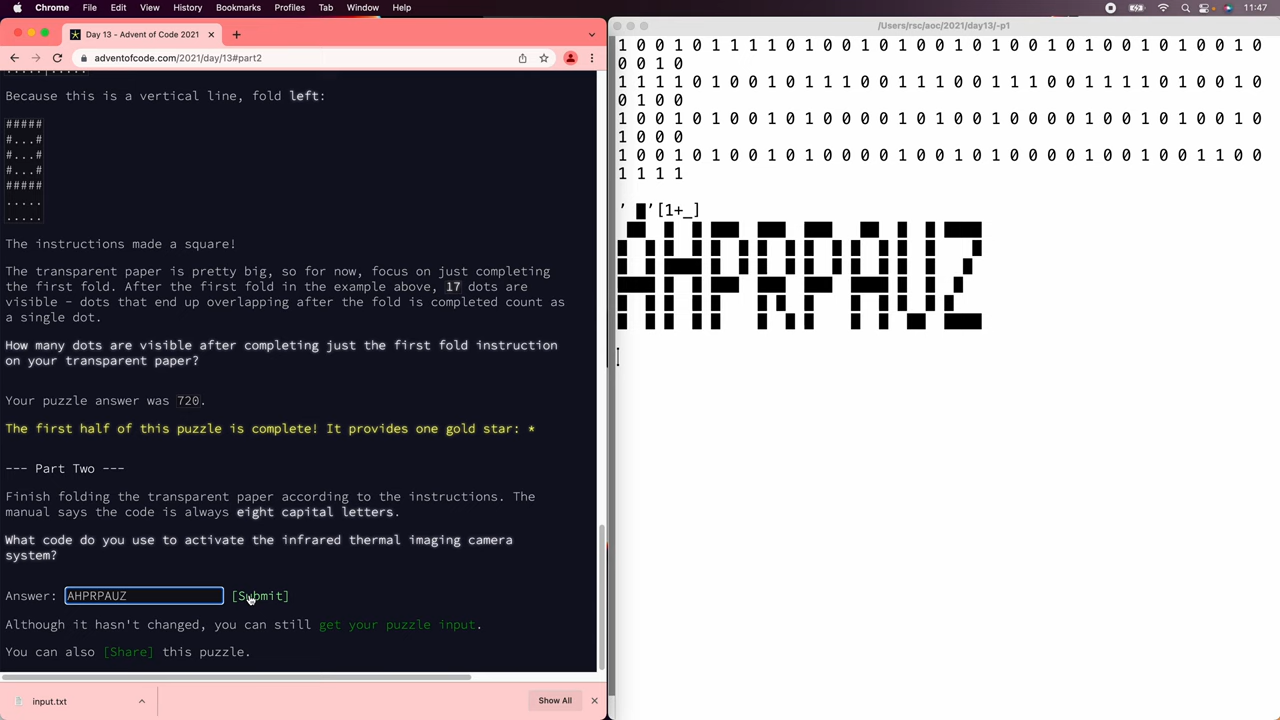 Chrome File Edit View History Bookmarks Profiles Tab Window Help 11:47
Day 13 - Advent of Code 2021
adventofcode.com/2021/day/13#part2
Because this is a vertical line, fold left:
#####
#...#
#...#
#...#
#####
.....
.....
The instructions made a square!
The transparent paper is pretty big, so for now, focus on just completing
the first fold. After the first fold in the example above, 17 dots are
visible - dots that end up overlapping after the fold is completed count as
a single dot.
How many dots are visible after completing just the first fold instruction
on your transparent paper?
Your puzzle answer was 720.
The first half of this puzzle is complete! It provides one gold star: *
--- Part Two ---
Finish folding the transparent paper according to the instructions. The
manual says the code is always eight capital letters.
What code do you use to activate the infrared thermal imaging camera
system?
Answer: AHPRPAUZ [Submit]
Although it hasn't changed, you can still get your puzzle input.
You can also [Share] this puzzle.
input.txt Show All
/Users/rsc/aoc/2021/day13/-p1
1 0 0 1 0 1 1 1 1 0 1 0 0 1 0 1 0 0 1 0 1 0 0 1 0 1 0 0 1 0 1 0 0 1 0
0 0 1 0
1 1 1 1 0 1 0 0 1 0 1 1 1 0 0 1 1 1 0 0 1 1 1 0 0 1 1 1 1 0 1 0 0 1 0
0 1 0 0
1 0 0 1 0 1 0 0 1 0 1 0 0 0 0 1 0 1 0 0 1 0 0 0 0 1 0 0 1 0 1 0 0 1 0
1 0 0 0
1 0 0 1 0 1 0 0 1 0 1 0 0 0 0 1 0 0 1 0 1 0 0 0 0 1 0 0 1 0 0 1 1 0 0
1 1 1 1
' █'[1+_]
AHPRPAUZ